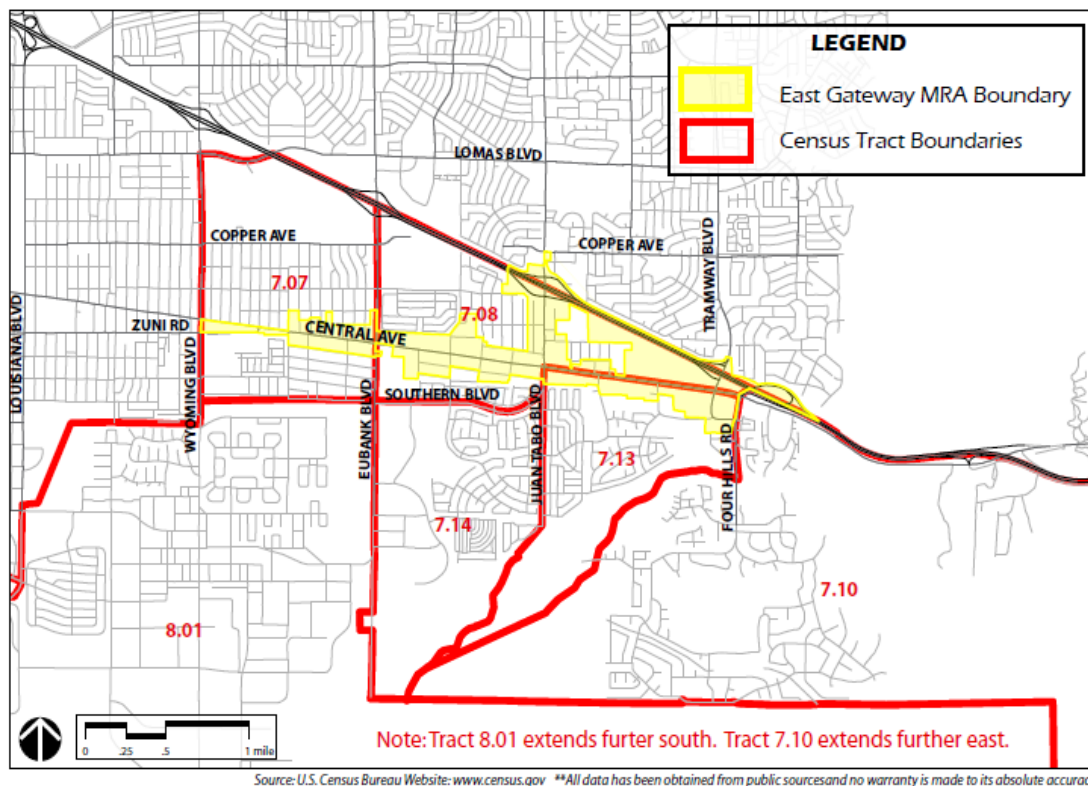 LEGEND
East Gateway MRA Boundary
Census Tract Boundaries
LOMAS BLVD
COPPER AVE
COPPER AVE
TRAMWAY BLVD
7.07
7.08
LOUISIANA BLVD
ZUNI RD
CENTRAL AVE
WYOMING BLVD
EUBANK BLVD
SOUTHERN BLVD
JUAN TABO BLVD
FOUR HILLS RD
7.13
7.14
7.10
8.01
0 .25 .5 1 mile
Note: Tract 8.01 extends furter south. Tract 7.10 extends further east.
Source: U.S. Census Bureau Website: www.census.gov **All data has been obtained from public sourcesand no warranty is made to its absolute accurac